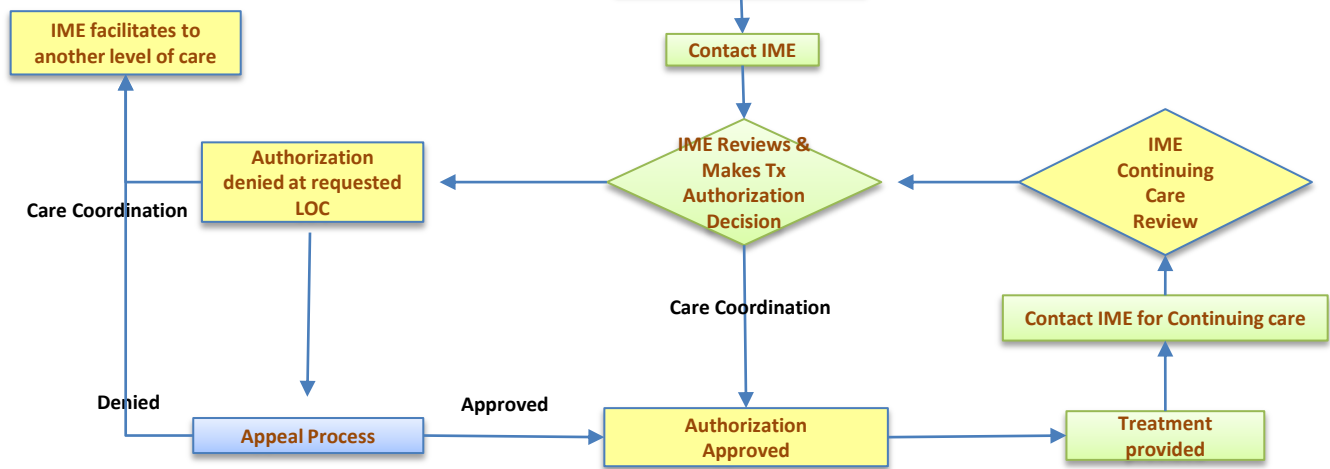 IME facilitates to
another level of care
Contact IME
IME Reviews &
Makes Tx
Authorization
Decision
IME
Continuing
Care
Review
Authorization
denied at requested
LOC
Care Coordination
Care Coordination
Contact IME for Continuing care
Denied
Appeal Process
Approved
Authorization
Approved
Treatment
provided